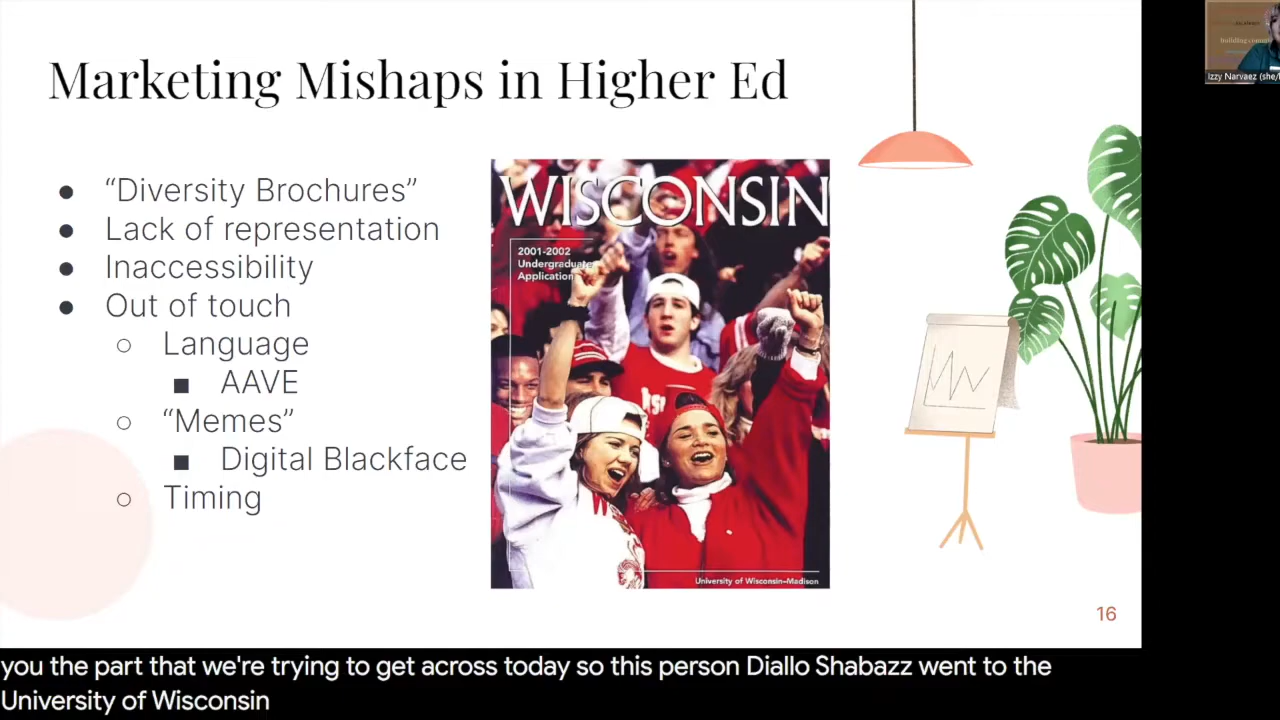 Marketing Mishaps in Higher Ed
● “Diversity Brochures”
● Lack of representation
● Inaccessibility
● Out of touch
○ Language
■ AAVE
○ “Memes”
■ Digital Blackface
○ Timing
WISCONSIN
2001-2002
Undergraduate
Application
University of Wisconsin–Madison
16
Izzy Narvaez (she/
you the part that we're trying to get across today so this person Diallo Shabazz went to the
University of Wisconsin